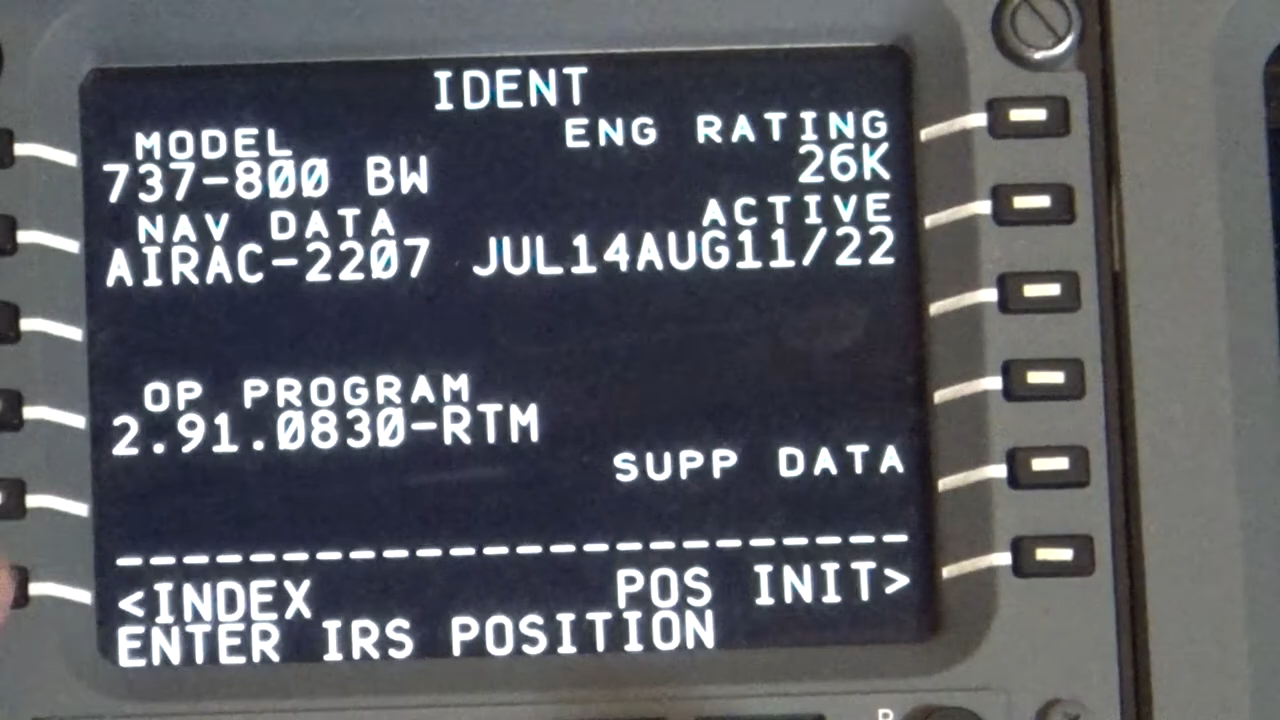 IDENT
MODEL ENG RATING
737-800 BW 26K
NAV DATA ACTIVE
AIRAC-2207 JUL14AUG11/22
OP PROGRAM
2.91.0830-RTM
SUPP DATA
------------------------
<INDEX POS INIT>
ENTER IRS POSITION